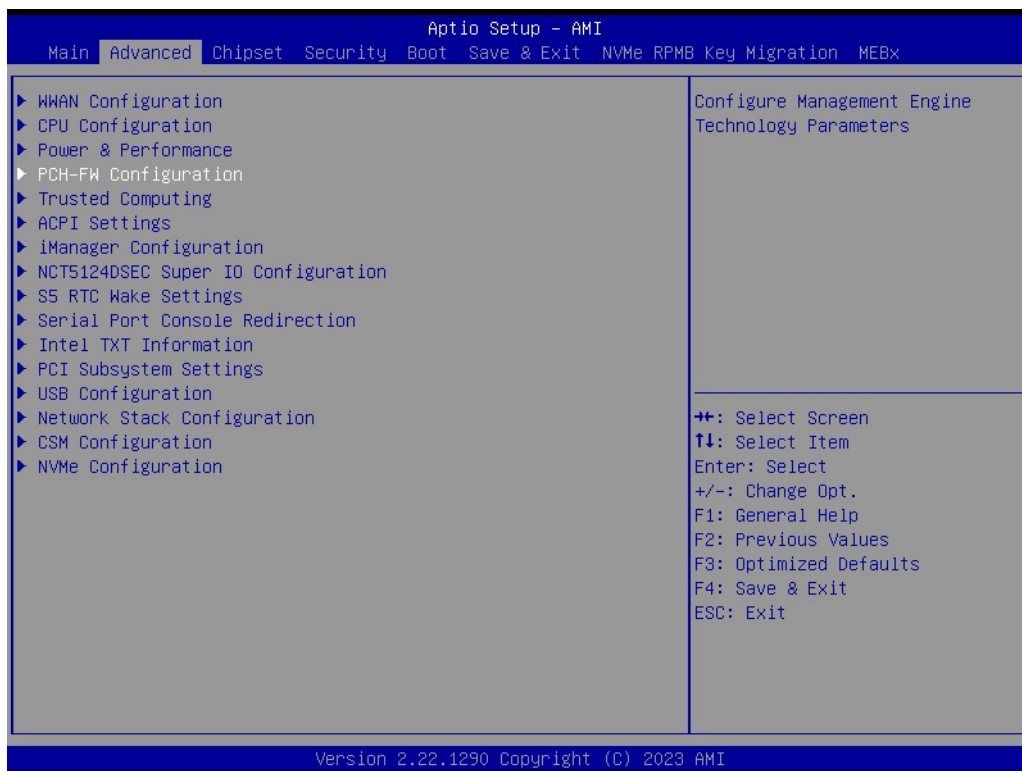 Aptio Setup – AMI
Main Advanced Chipset Security Boot Save & Exit NVMe RPMB Key Migration MEBx
▶ WWAN Configuration
▶ CPU Configuration
▶ Power & Performance
▶ PCH-FW Configuration
▶ Trusted Computing
▶ ACPI Settings
▶ iManager Configuration
▶ NCT5124DSEC Super IO Configuration
▶ S5 RTC Wake Settings
▶ Serial Port Console Redirection
▶ Intel TXT Information
▶ PCI Subsystem Settings
▶ USB Configuration
▶ Network Stack Configuration
▶ CSM Configuration
▶ NVMe Configuration
Configure Management Engine
Technology Parameters
→←: Select Screen
↑↓: Select Item
Enter: Select
+/-: Change Opt.
F1: General Help
F2: Previous Values
F3: Optimized Defaults
F4: Save & Exit
ESC: Exit
Version 2.22.1290 Copyright (C) 2023 AMI